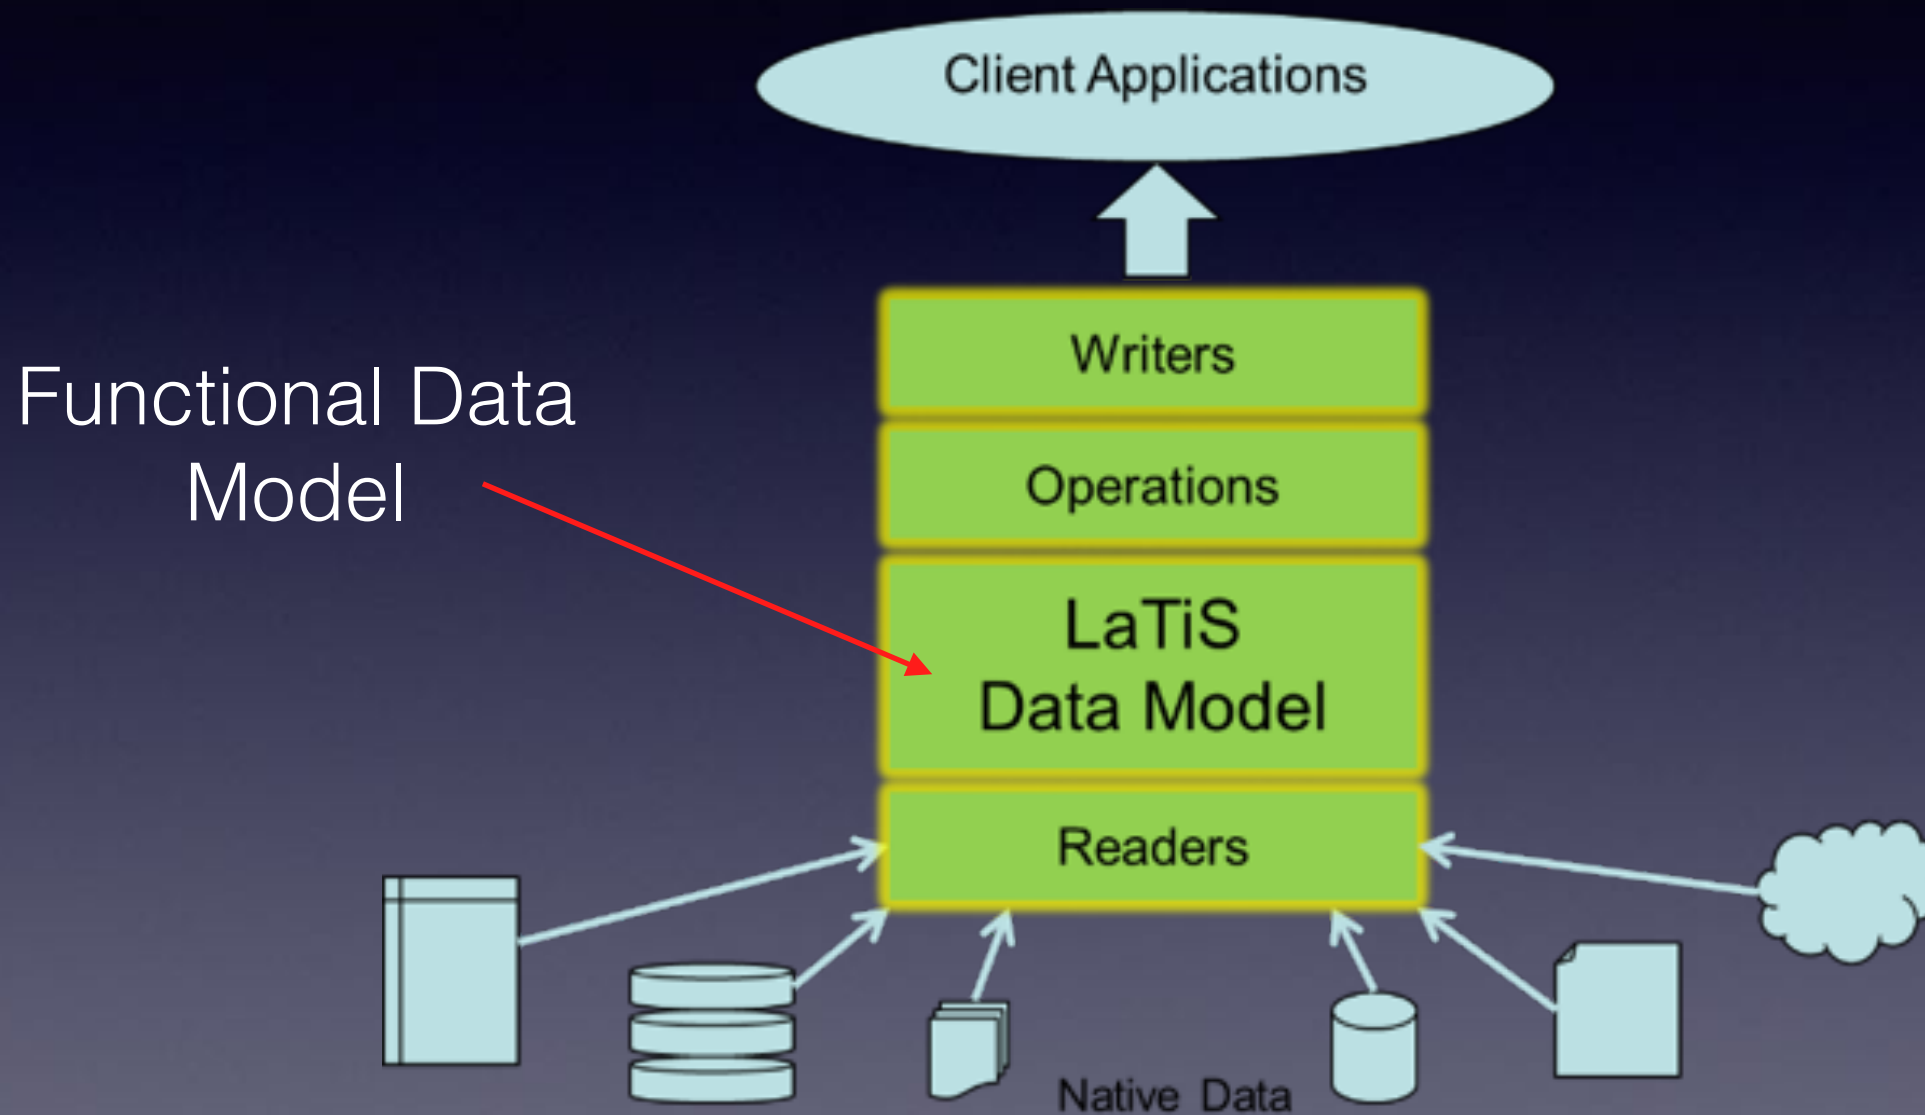 Client Applications
Writers
Functional Data
Model
Operations
LaTiS
Data Model
Readers
Native Data